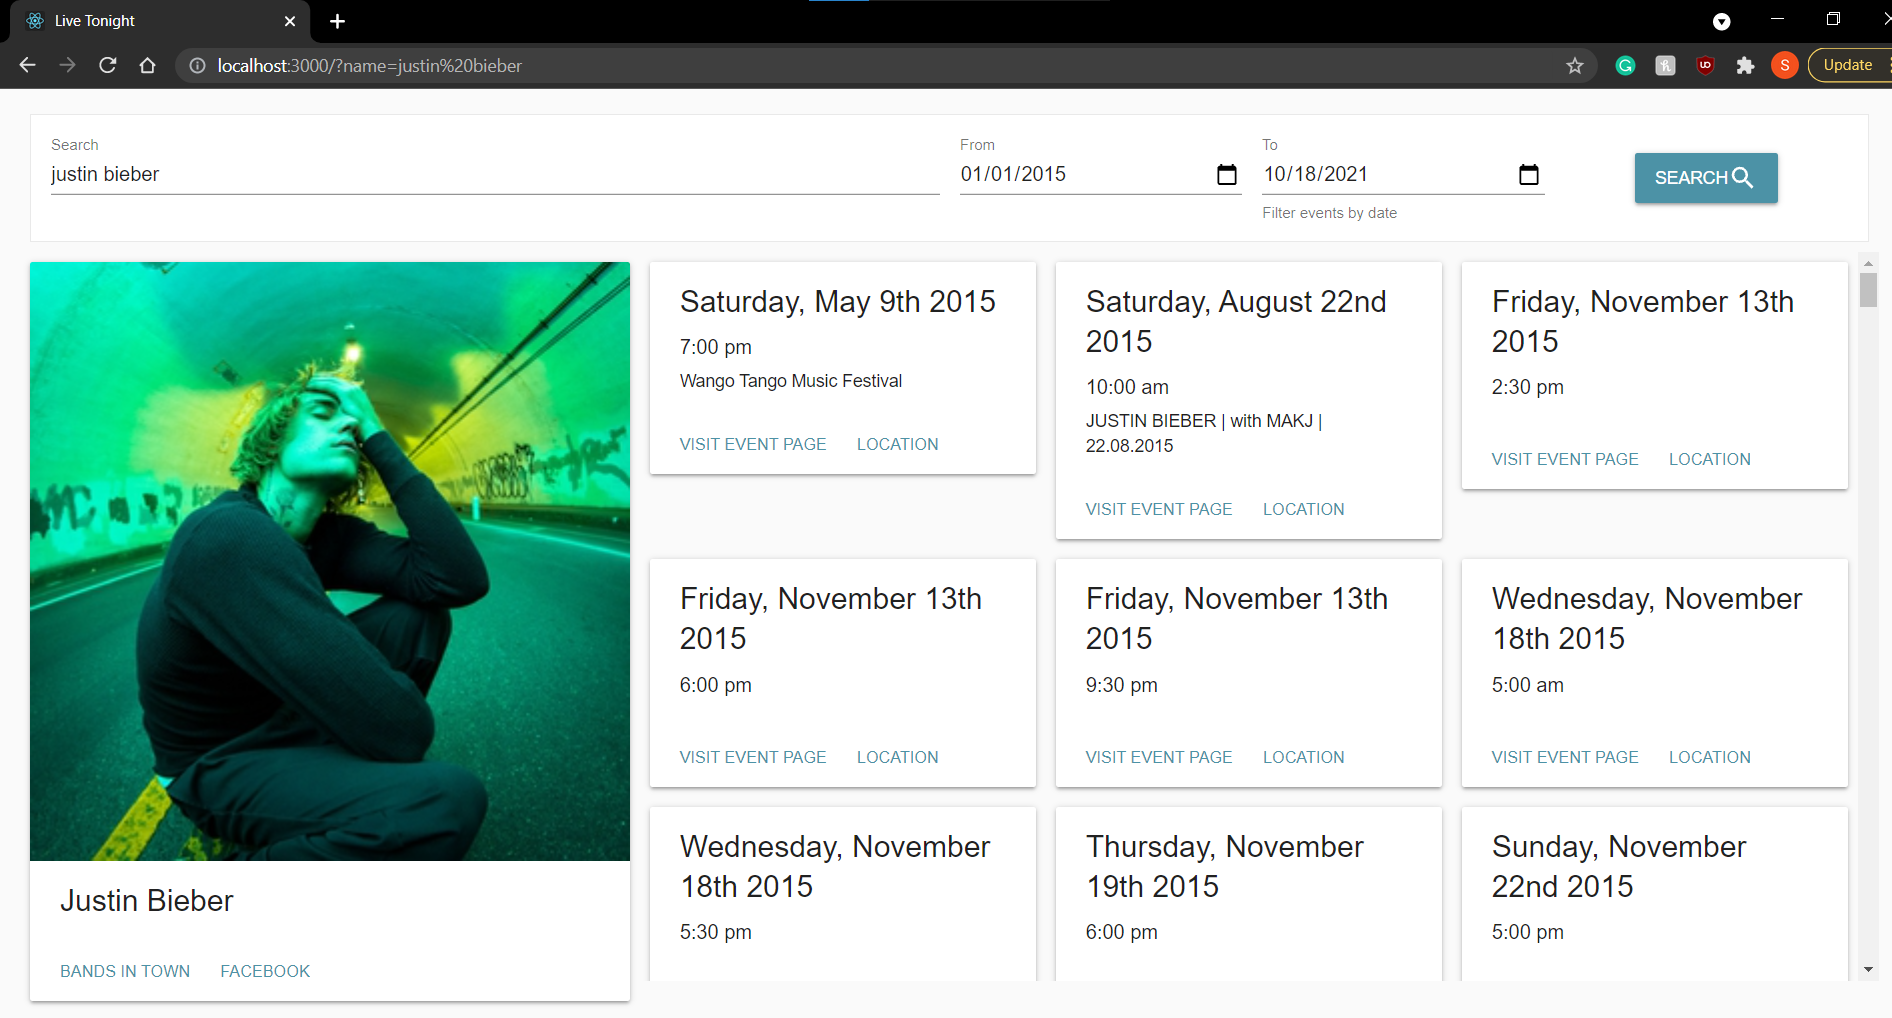 Live Tonight
localhost:3000/?name=justin%20bieber
S
Update
Search
justin bieber
From
01/01/2015
To
10/18/2021
Filter events by date
SEARCH
Saturday, May 9th 2015
7:00 pm
Wango Tango Music Festival
VISIT EVENT PAGE LOCATION
Saturday, August 22nd
2015
10:00 am
JUSTIN BIEBER | with MAKJ |
22.08.2015
VISIT EVENT PAGE LOCATION
Friday, November 13th
2015
2:30 pm
VISIT EVENT PAGE LOCATION
Friday, November 13th
2015
6:00 pm
VISIT EVENT PAGE LOCATION
Friday, November 13th
2015
9:30 pm
VISIT EVENT PAGE LOCATION
Wednesday, November
18th 2015
5:00 am
VISIT EVENT PAGE LOCATION
Wednesday, November
18th 2015
5:30 pm
Thursday, November
19th 2015
6:00 pm
Sunday, November
22nd 2015
5:00 pm
Justin Bieber
BANDS IN TOWN FACEBOOK